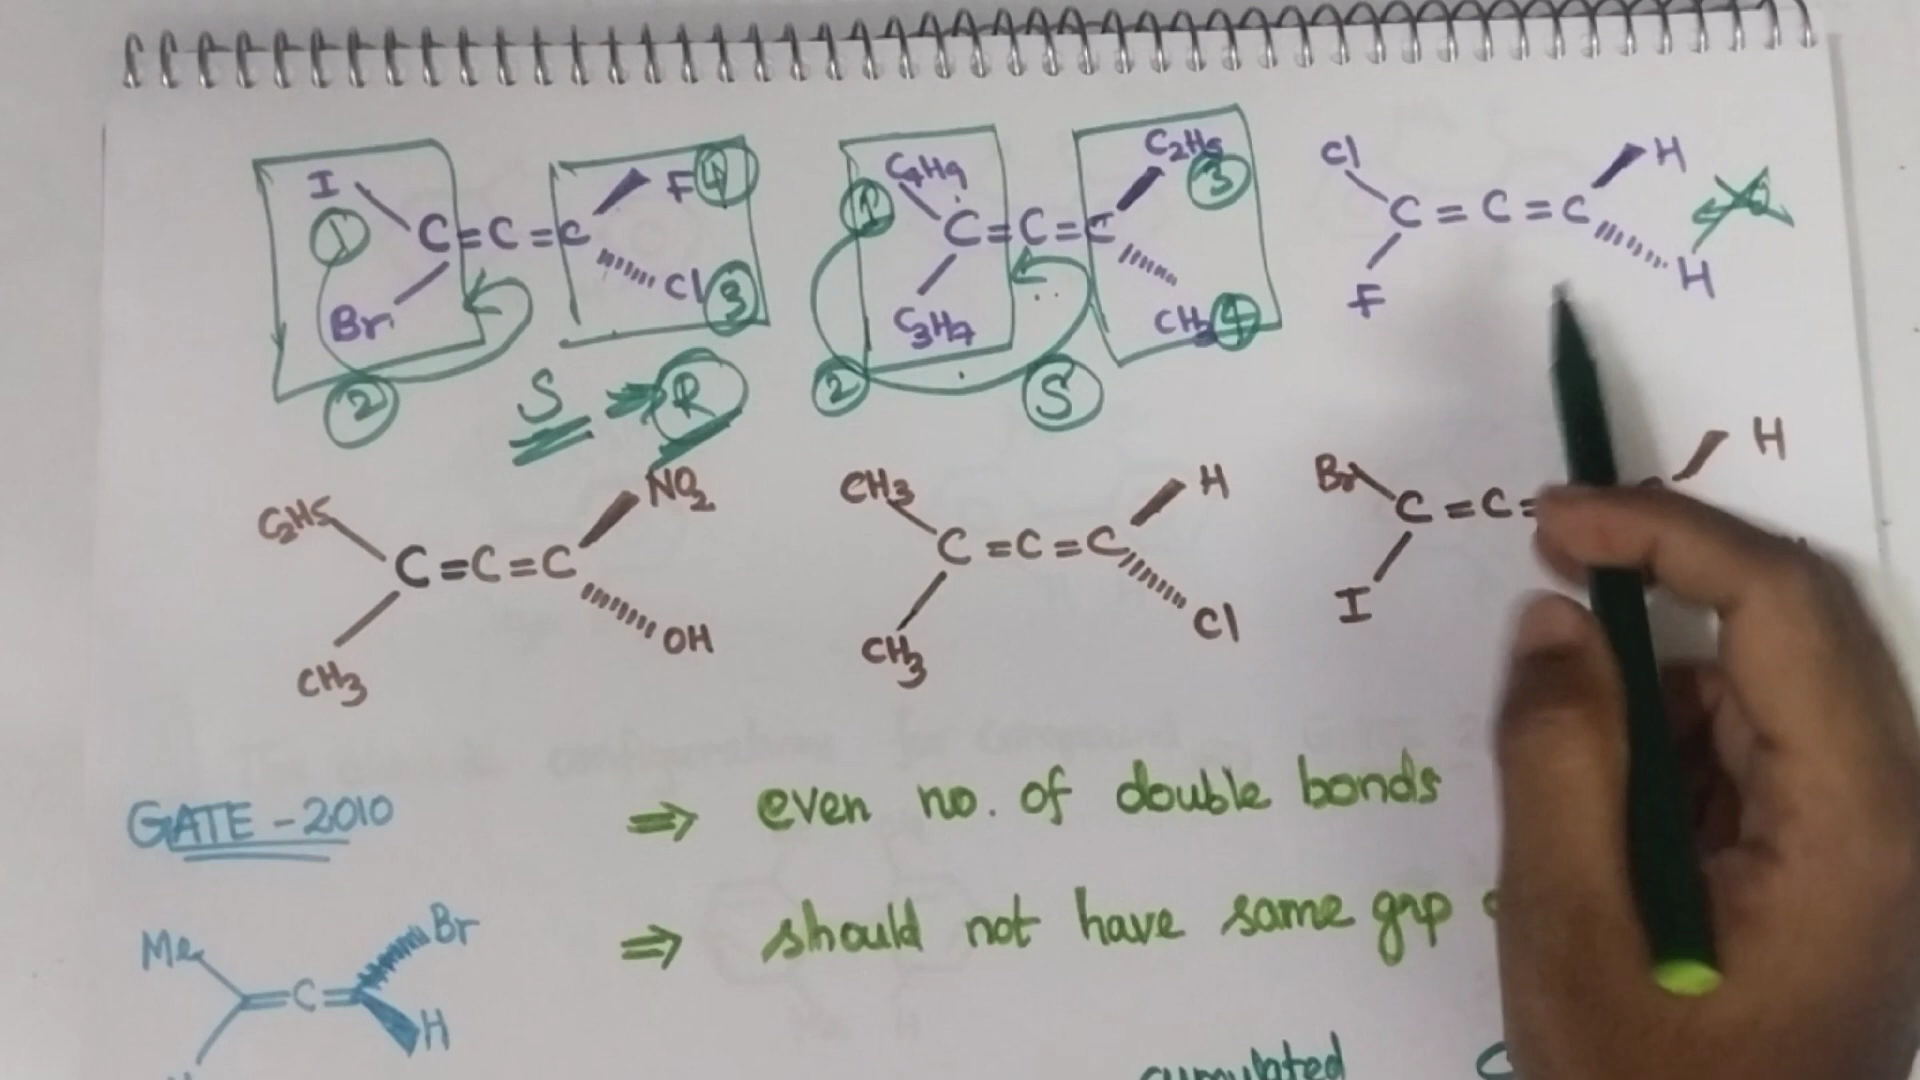 I F 4
1 C=C=C
Br Cl 3
2 S R
C4H9 C2H5 3
1 C=C=C
C3H7 CH3 4
2 S
Cl H
C=C=C
F H
C2H5 NO2
C=C=C
CH3 OH
CH3 H
C=C=C
CH3 Cl
Br H
C=C=
I
GATE-2010
⇒ even no. of double bonds
⇒ should not have same grp
Me Br
=C=
H
cumulated